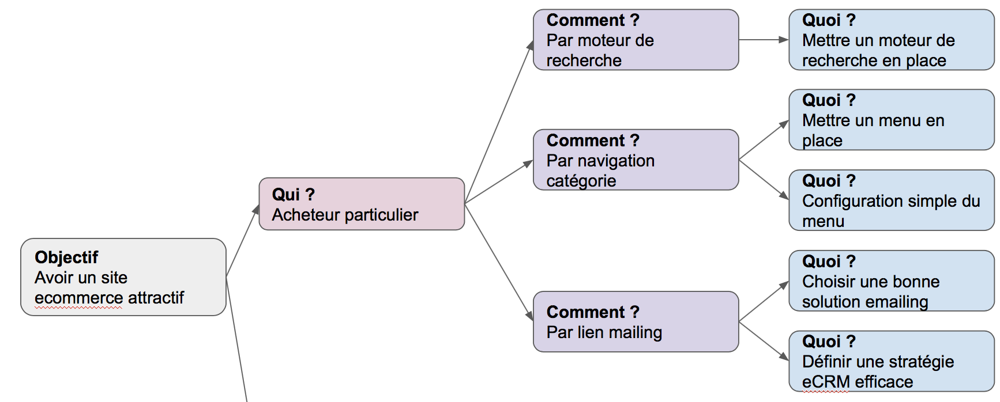 Objectif
Avoir un site
ecommerce attractif
Qui ?
Acheteur particulier
Comment ?
Par moteur de
recherche
Comment ?
Par navigation
catégorie
Comment ?
Par lien mailing
Quoi ?
Mettre un moteur de
recherche en place
Quoi ?
Mettre un menu en
place
Quoi ?
Configuration simple du
menu
Quoi ?
Choisir une bonne
solution emailing
Quoi ?
Définir une stratégie
eCRM efficace